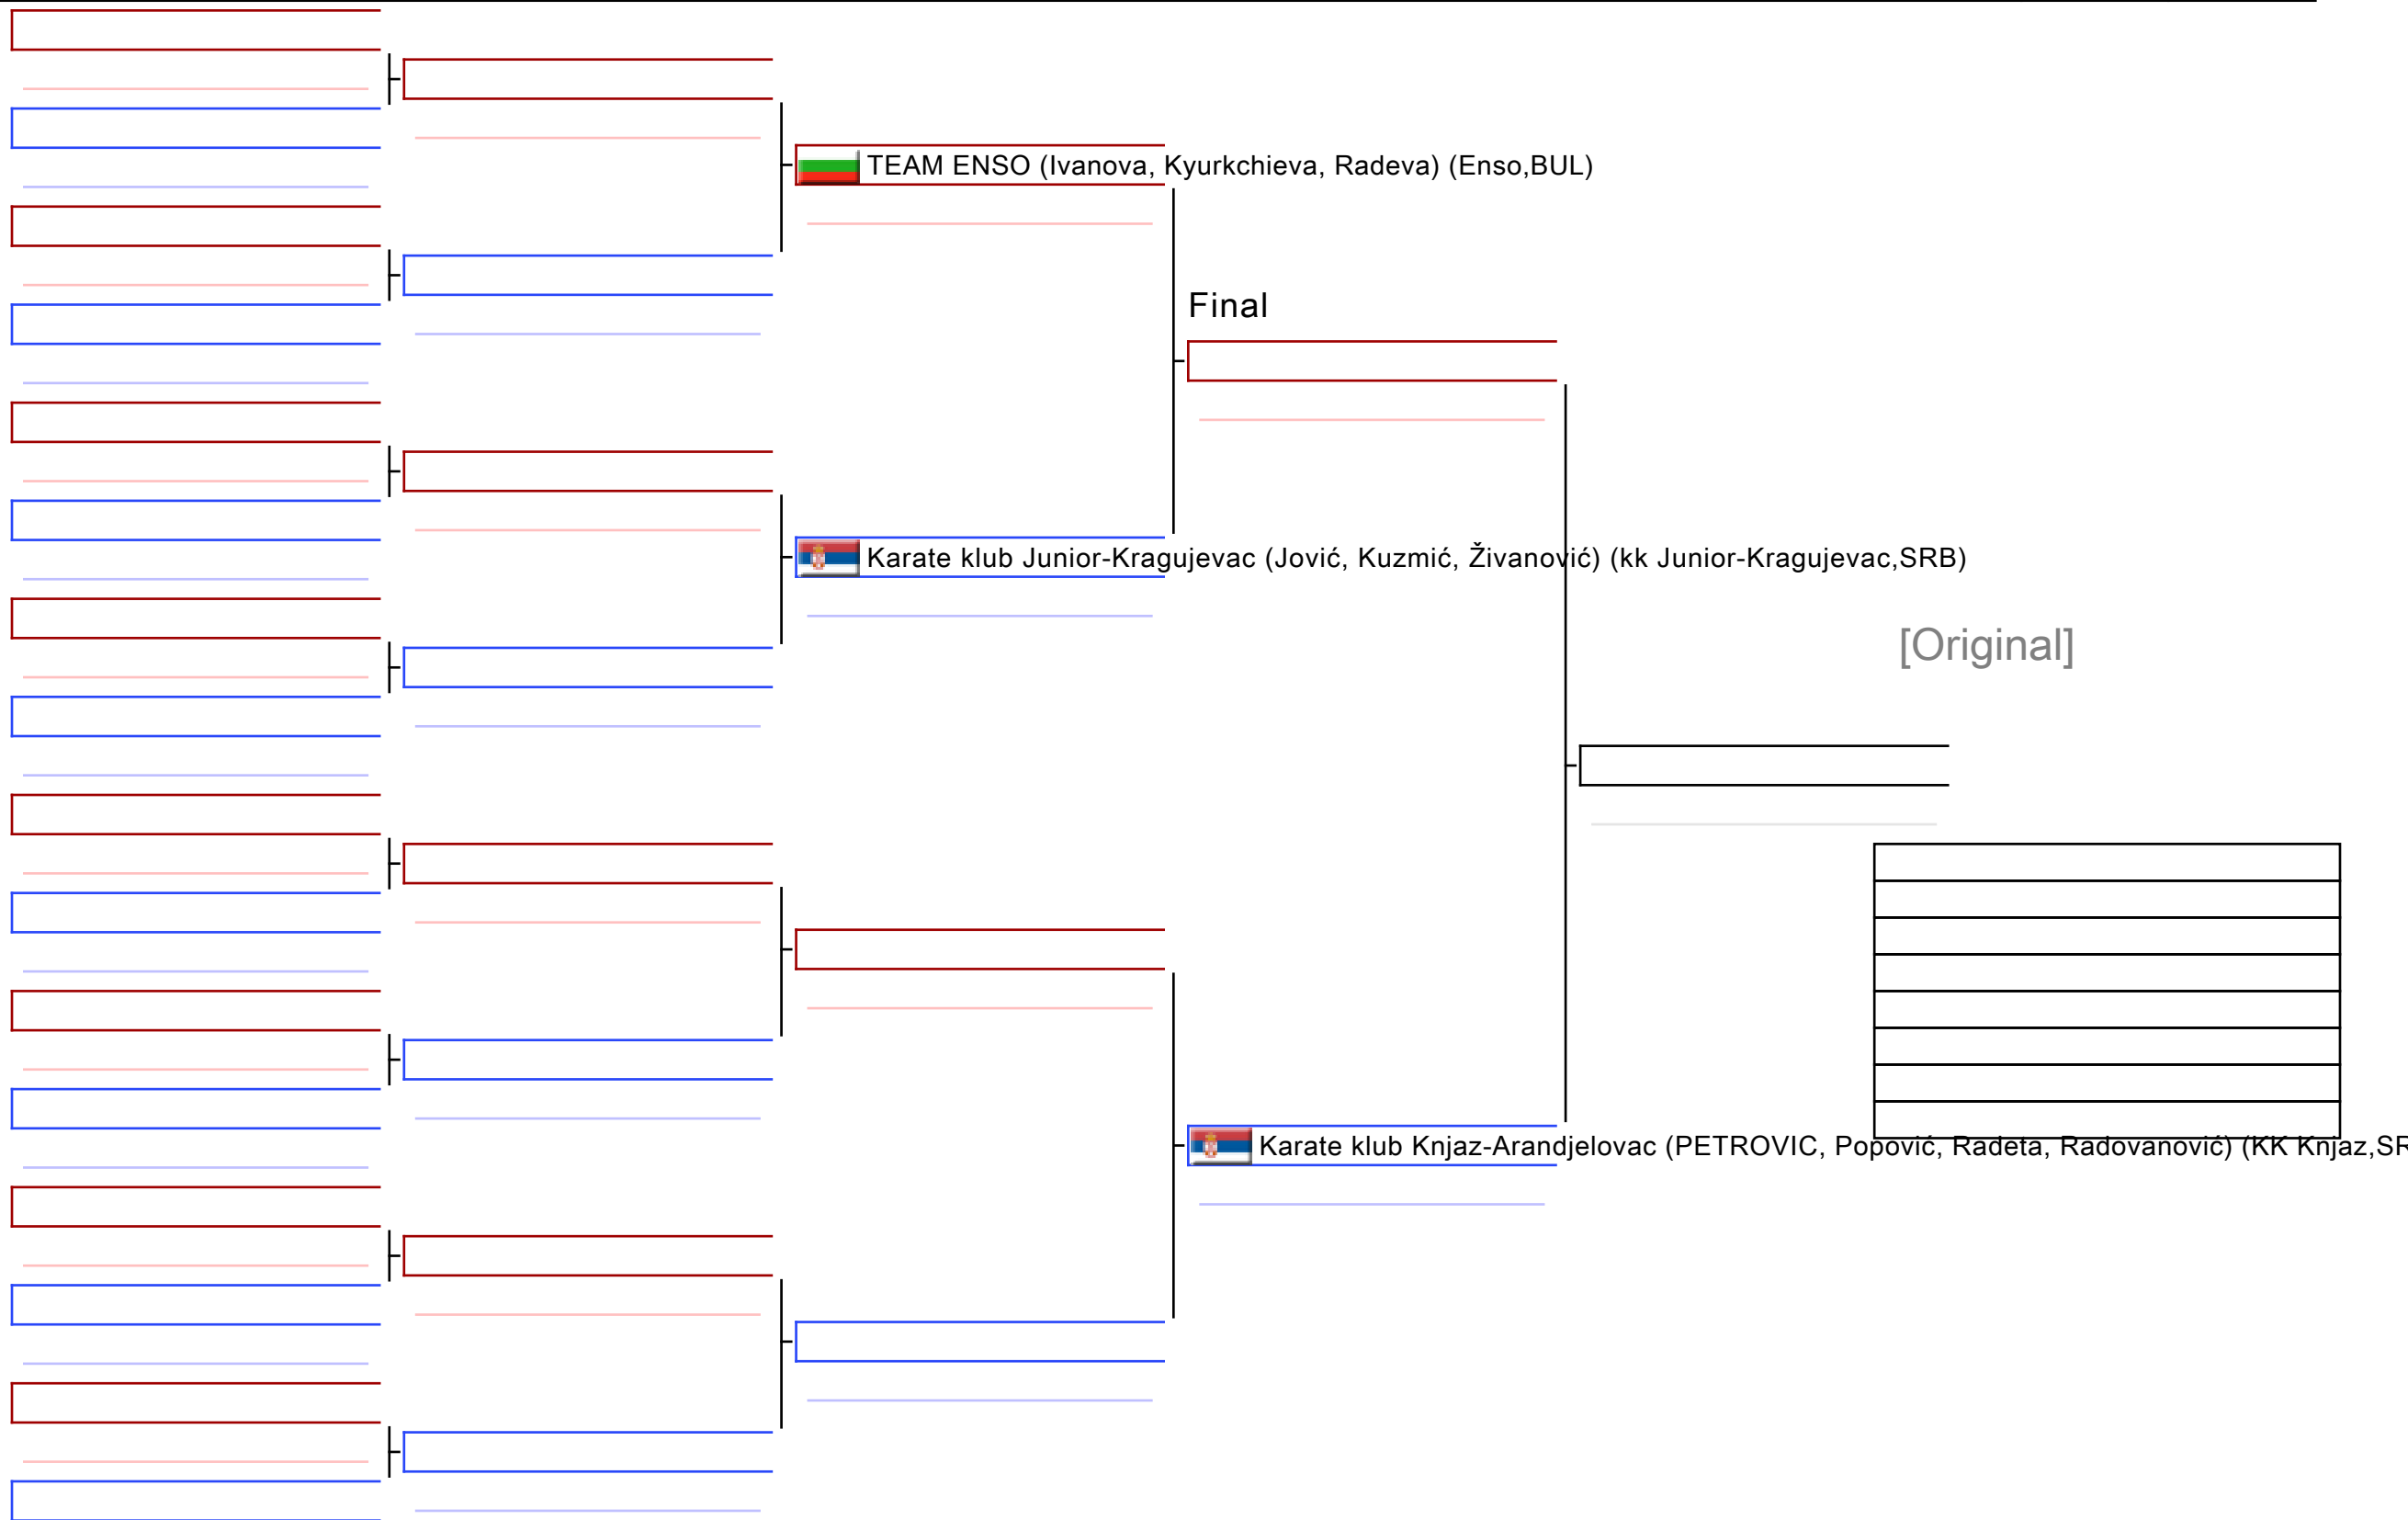 TEAM ENSO (Ivanova, Kyurkchieva, Radeva) (Enso,BUL)
Final
Karate klub Junior-Kragujevac (Jović, Kuzmić, Živanović) (kk Junior-Kragujevac,SRB)
[Original]
Karate klub Knjaz-Arandjelovac (PETROVIC, Popović, Radeta, Radovanović) (KK Knjaz,SR